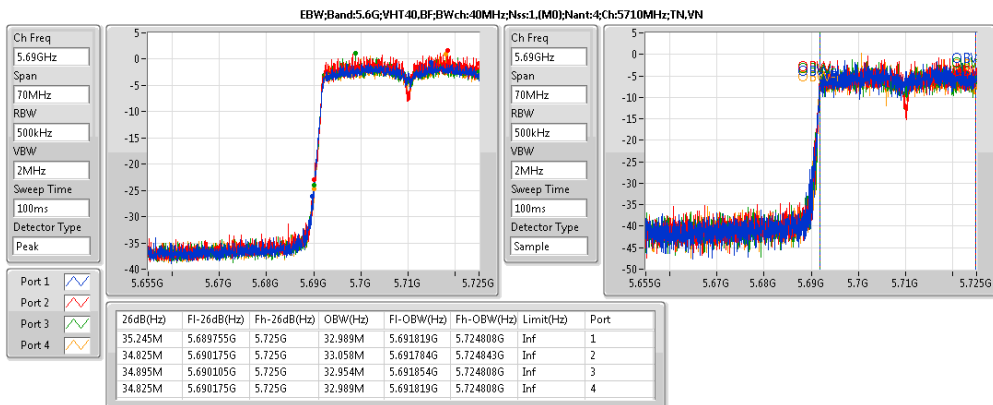 EBW;Band:5.6G;VHT40,BF;BWch:40MHz;Nss:1,(M0);Nant:4;Ch:5710MHz;TN,VN
Ch Freq
5.69GHz
Span
70MHz
RBW
500kHz
VBW
2MHz
Sweep Time
100ms
Detector Type
Peak
5
0
-5
-10
-15
-20
-25
-30
-35
-40
5.655G 5.67G 5.68G 5.69G 5.7G 5.71G 5.725G
Ch Freq
5.69GHz
Span
70MHz
RBW
500kHz
VBW
2MHz
Sweep Time
100ms
Detector Type
Sample
5
0
-5
-10
-15
-20
-25
-30
-35
-40
-45
-50
5.655G 5.67G 5.68G 5.69G 5.7G 5.71G 5.725G
Port 1
Port 2
Port 3
Port 4
26dB(Hz) Fl-26dB(Hz) Fh-26dB(Hz) OBW(Hz) Fl-OBW(Hz) Fh-OBW(Hz) Limit(Hz) Port
35.245M 5.689755G 5.725G 32.989M 5.691819G 5.724808G Inf 1
34.825M 5.690175G 5.725G 33.058M 5.691784G 5.724843G Inf 2
34.895M 5.690105G 5.725G 32.954M 5.691854G 5.724808G Inf 3
34.825M 5.690175G 5.725G 32.989M 5.691819G 5.724808G Inf 4